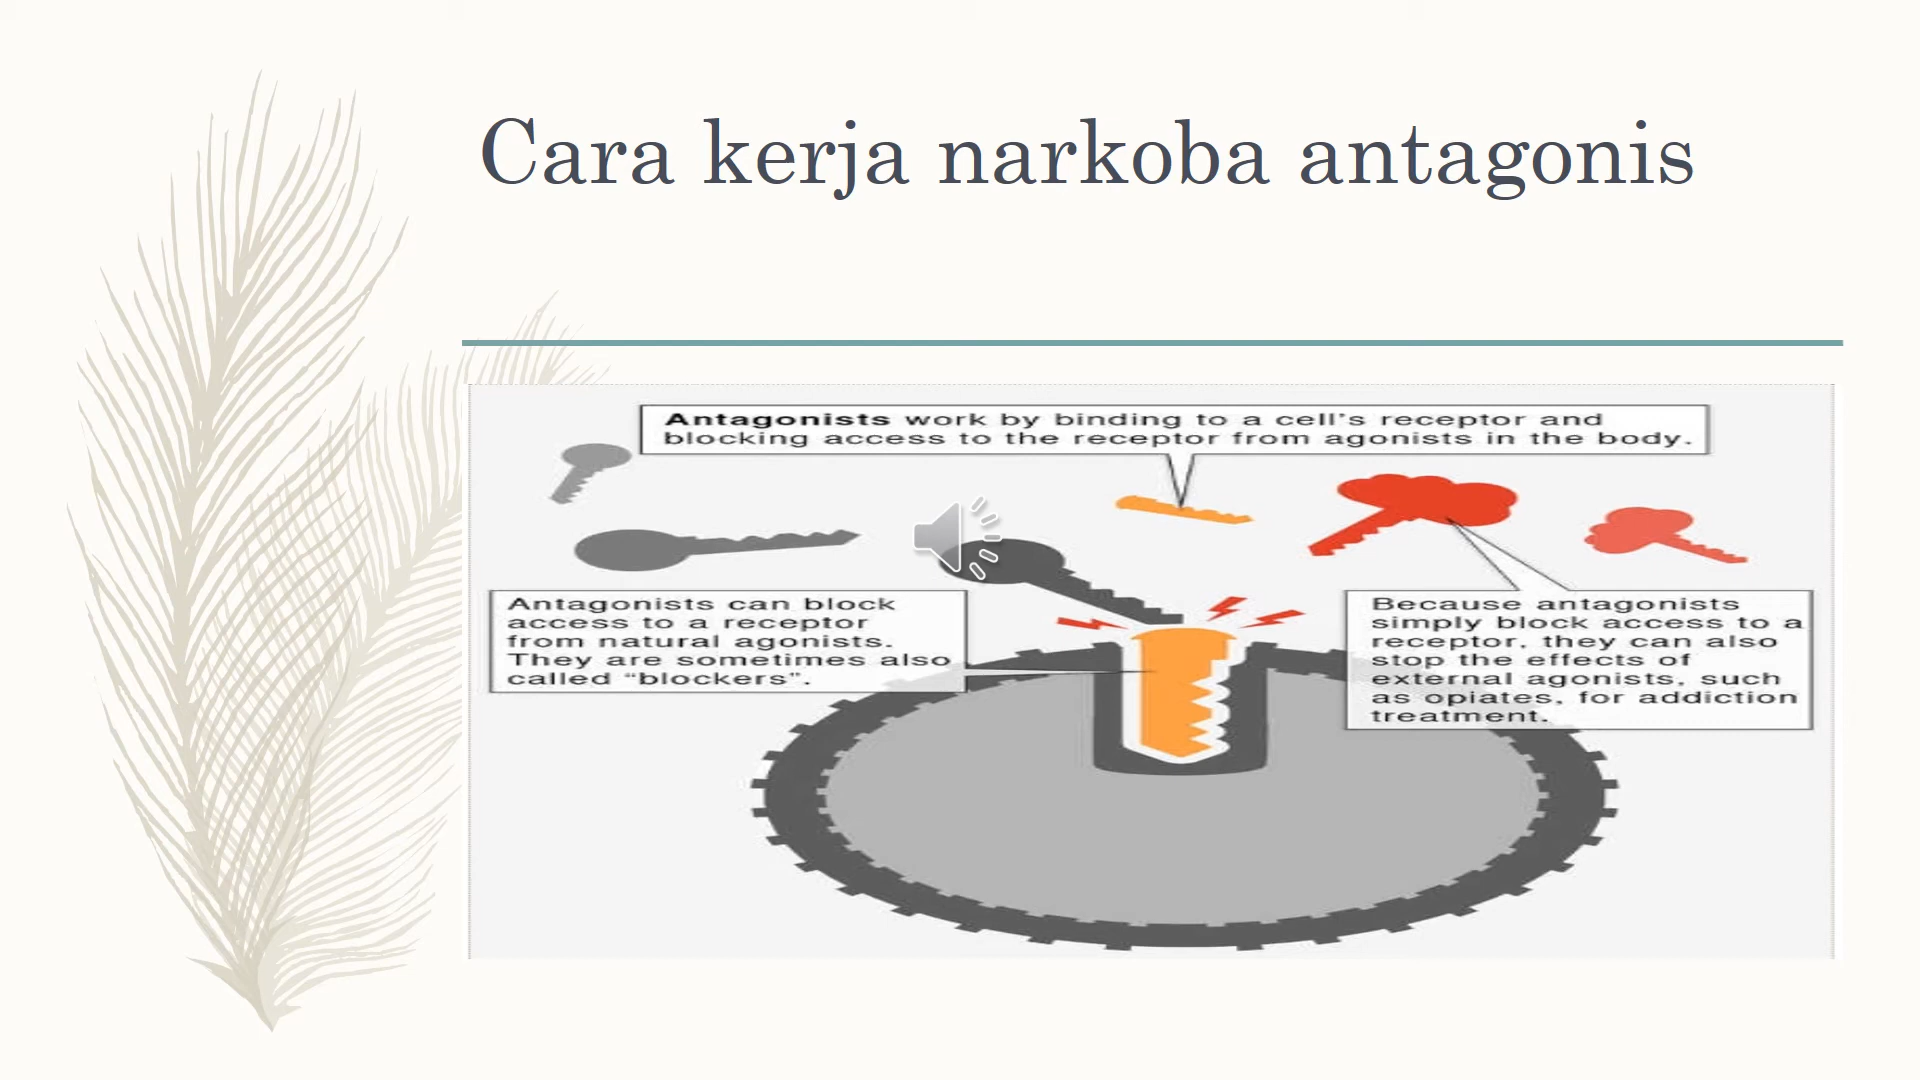 Cara kerja narkoba antagonis
Antagonists work by binding to a cell's receptor and
blocking access to the receptor from agonists in the body.
Antagonists can block
access to a receptor
from natural agonists.
They are sometimes also
called “blockers”.
Because antagonists
simply block access to a
receptor, they can also
stop the effects of
external agonists, such
as opiates, for addiction
treatment.